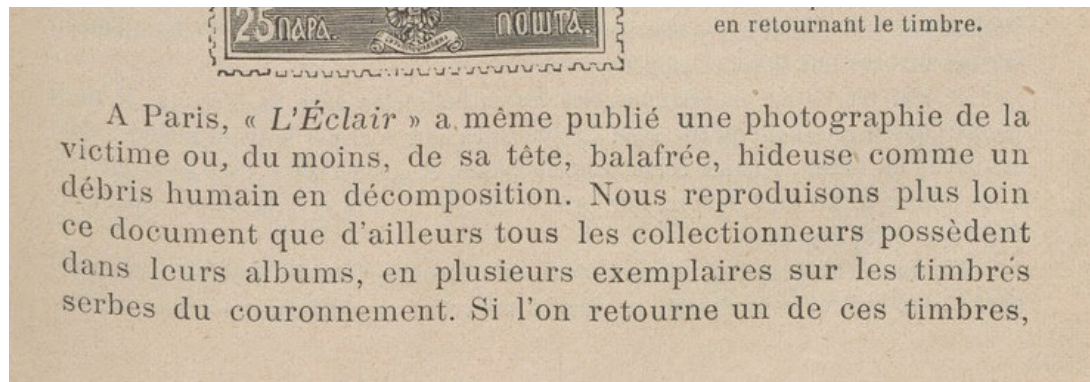 25 ПАРА. ПОШТА.
en retournant le timbre.
A Paris, « L'Éclair » a même publié une photographie de la
victime ou, du moins, de sa tête, balafrée, hideuse comme un
débris humain en décomposition. Nous reproduisons plus loin
ce document que d'ailleurs tous les collectionneurs possèdent
dans leurs albums, en plusieurs exemplaires sur les timbres
serbes du couronnement. Si l'on retourne un de ces timbres,